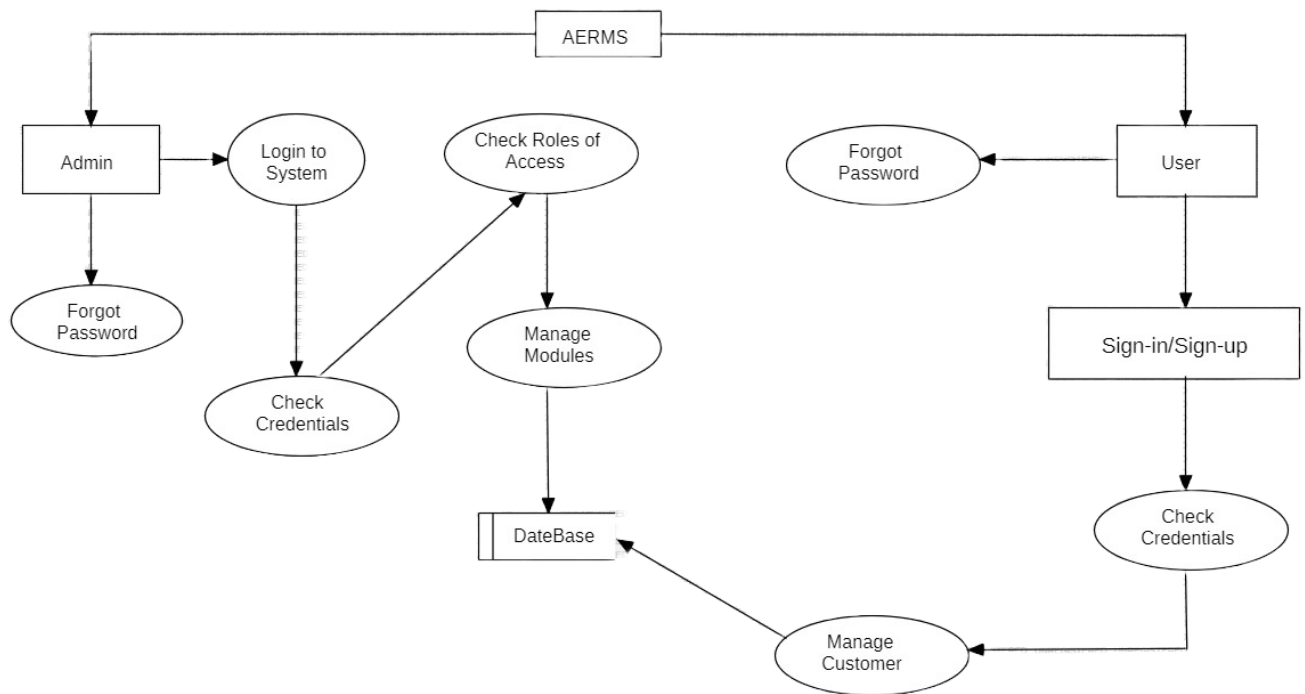 AERMS
Admin
Login to
System
Check Roles of
Access
Forgot
Password
User
Forgot
Password
Manage
Modules
Sign-in/Sign-up
Check
Credentials
DateBase
Check
Credentials
Manage
Customer